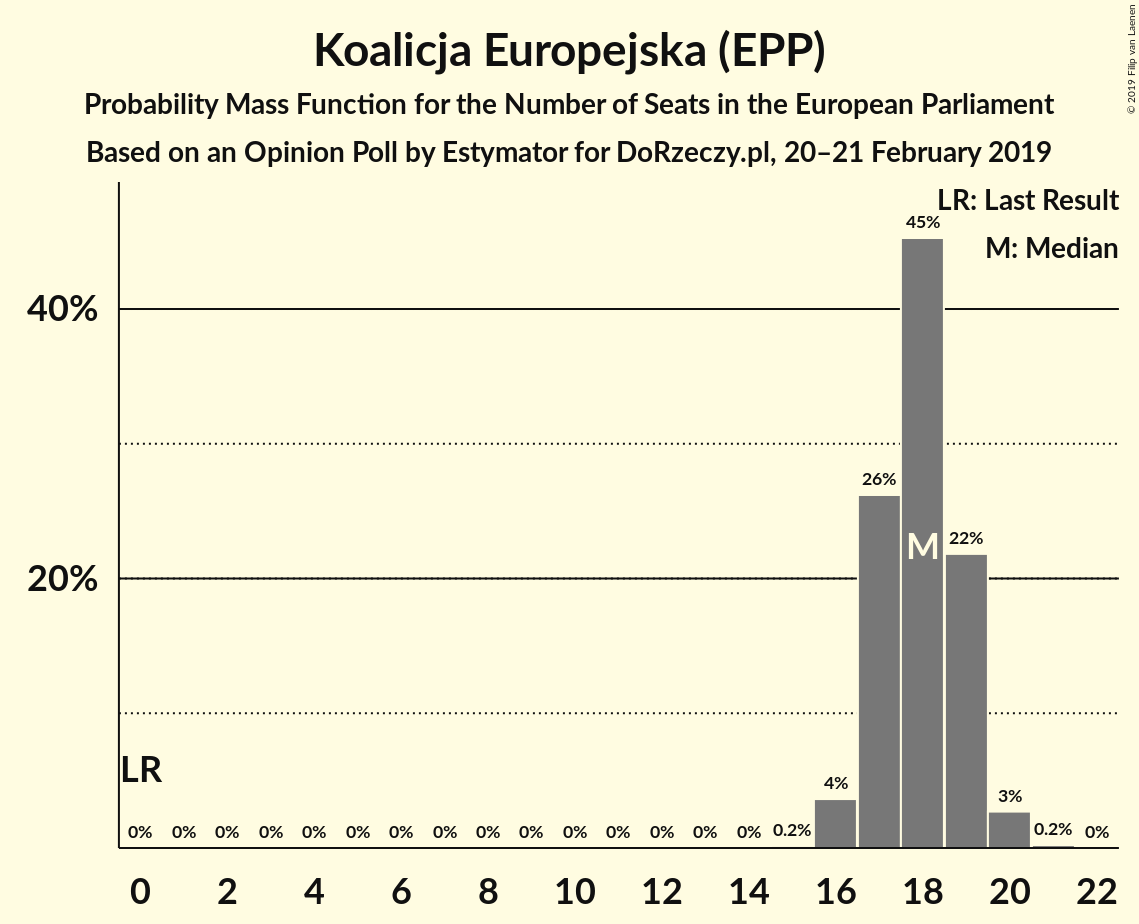 Koalicja Europejska (EPP)
Probability Mass Function for the Number of Seats in the European Parliament
Based on an Opinion Poll by Estymator for DoRzeczy.pl, 20–21 February 2019
© 2019 Filip van Laenen
LR: Last Result
M: Median
45%
40%
26%
22%
M
20%
LR
4%
3%
0% 0% 0% 0% 0% 0% 0% 0% 0% 0% 0% 0% 0% 0% 0% 0.2% 0.2% 0%
0 2 4 6 8 10 12 14 16 18 20 22